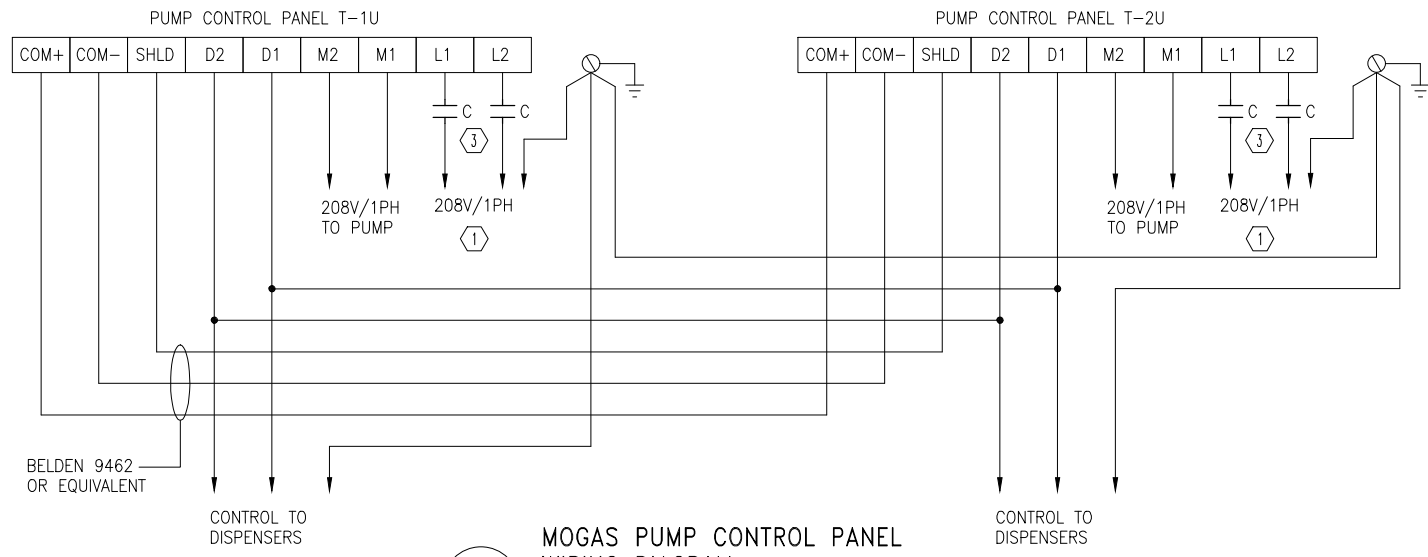 PUMP CONTROL PANEL T-1U
PUMP CONTROL PANEL T-2U
COM+ COM- SHLD D2 D1 M2 M1 L1 L2
COM+ COM- SHLD D2 D1 M2 M1 L1 L2
C C
3
C C
3
208V/1PH
TO PUMP
208V/1PH
1
208V/1PH
TO PUMP
208V/1PH
1
BELDEN 9462
OR EQUIVALENT
CONTROL TO
DISPENSERS
CONTROL TO
DISPENSERS
MOGAS PUMP CONTROL PANEL